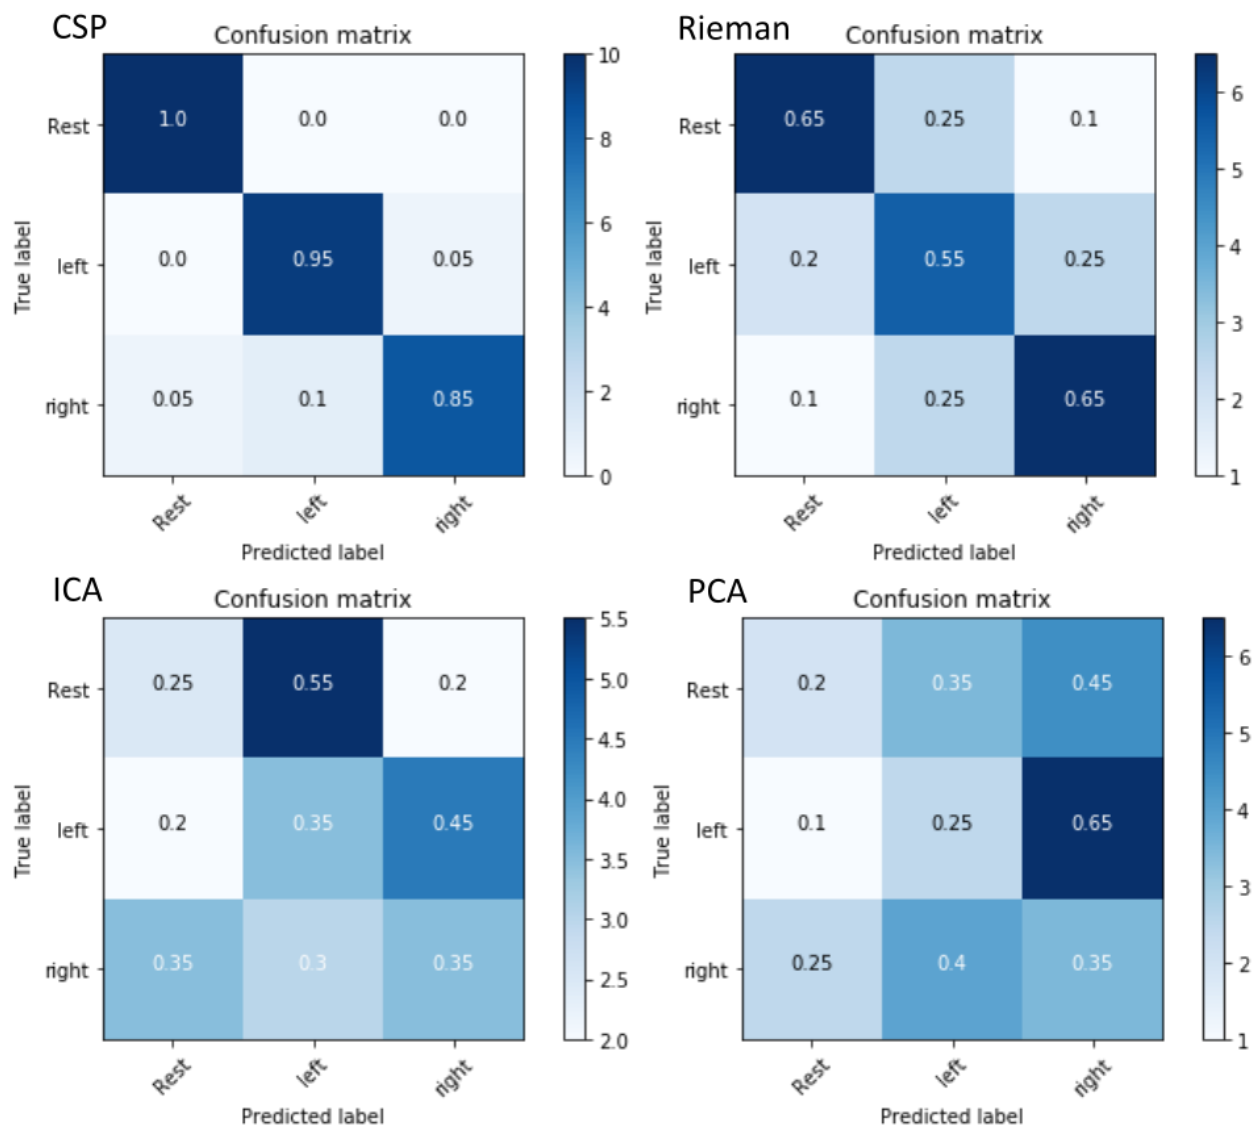 CSP
Confusion matrix
True label
Rest 1.0 0.0 0.0
left 0.0 0.95 0.05
right 0.05 0.1 0.85
Rest left right
Predicted label
10
8
6
4
2
0
Rieman
Confusion matrix
True label
Rest 0.65 0.25 0.1
left 0.2 0.55 0.25
right 0.1 0.25 0.65
Rest left right
Predicted label
6
5
4
3
2
1
ICA
Confusion matrix
True label
Rest 0.25 0.55 0.2
left 0.2 0.35 0.45
right 0.35 0.3 0.35
Rest left right
Predicted label
5.5
5.0
4.5
4.0
3.5
3.0
2.5
2.0
PCA
Confusion matrix
True label
Rest 0.2 0.35 0.45
left 0.1 0.25 0.65
right 0.25 0.4 0.35
Rest left right
Predicted label
6
5
4
3
2
1